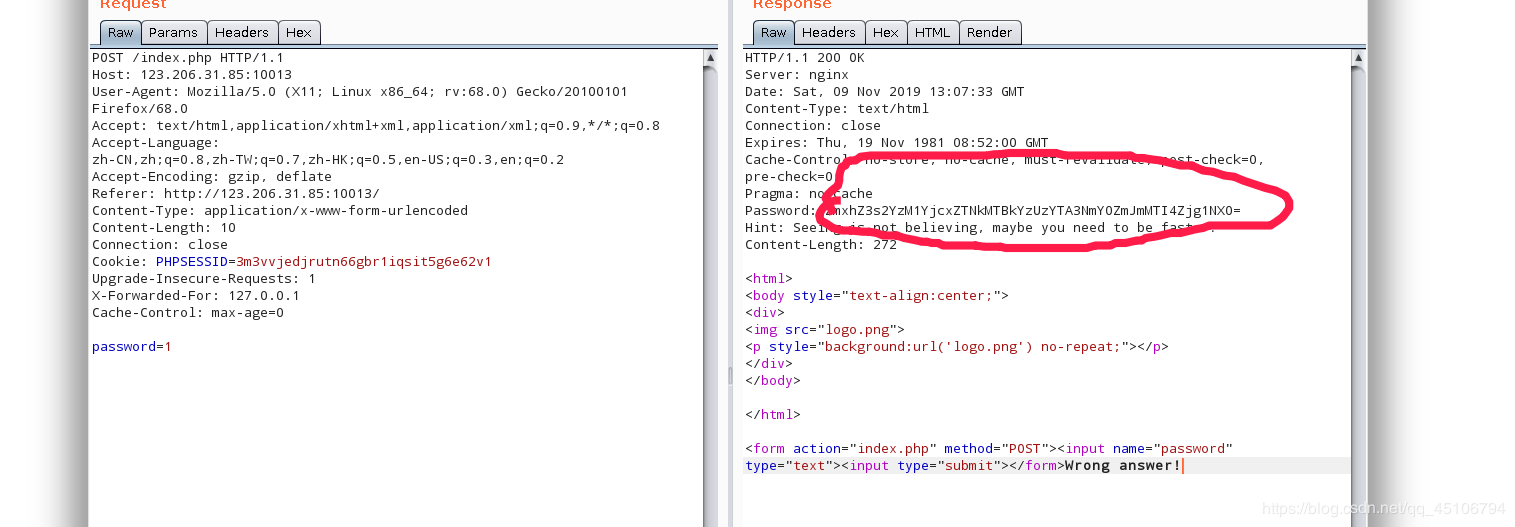 Request
Raw Params Headers Hex
POST /index.php HTTP/1.1
Host: 123.206.31.85:10013
User-Agent: Mozilla/5.0 (X11; Linux x86_64; rv:68.0) Gecko/20100101
Firefox/68.0
Accept: text/html,application/xhtml+xml,application/xml;q=0.9,*/*;q=0.8
Accept-Language:
zh-CN,zh;q=0.8,zh-TW;q=0.7,zh-HK;q=0.5,en-US;q=0.3,en;q=0.2
Accept-Encoding: gzip, deflate
Referer: http://123.206.31.85:10013/
Content-Type: application/x-www-form-urlencoded
Content-Length: 10
Connection: close
Cookie: PHPSESSID=3m3vvjedjrutn66gbr1iqsit5g6e62v1
Upgrade-Insecure-Requests: 1
X-Forwarded-For: 127.0.0.1
Cache-Control: max-age=0
password=1
Response
Raw Headers Hex HTML Render
HTTP/1.1 200 OK
Server: nginx
Date: Sat, 09 Nov 2019 13:07:33 GMT
Content-Type: text/html
Connection: close
Expires: Thu, 19 Nov 1981 08:52:00 GMT
Cache-Control: no-store, no-cache, must-revalidate, post-check=0,
pre-check=0
Pragma: no-cache
Password: ZmxhZ3s2YzM1YjcxZTNkMTBkYzUzYTA3NmY0ZmJmMTI4Zjg1NX0=
Hint: Seeing is not believing, maybe you need to be faster!
Content-Length: 272
<html>
<body style="text-align:center;">
<div>
<img src="logo.png">
<p style="background:url('logo.png') no-repeat;"></p>
</div>
</body>
</html>
<form action="index.php" method="POST"><input name="password"
type="text"><input type="submit"></form>Wrong answer!
https://blog.csdn.net/qq_45106794